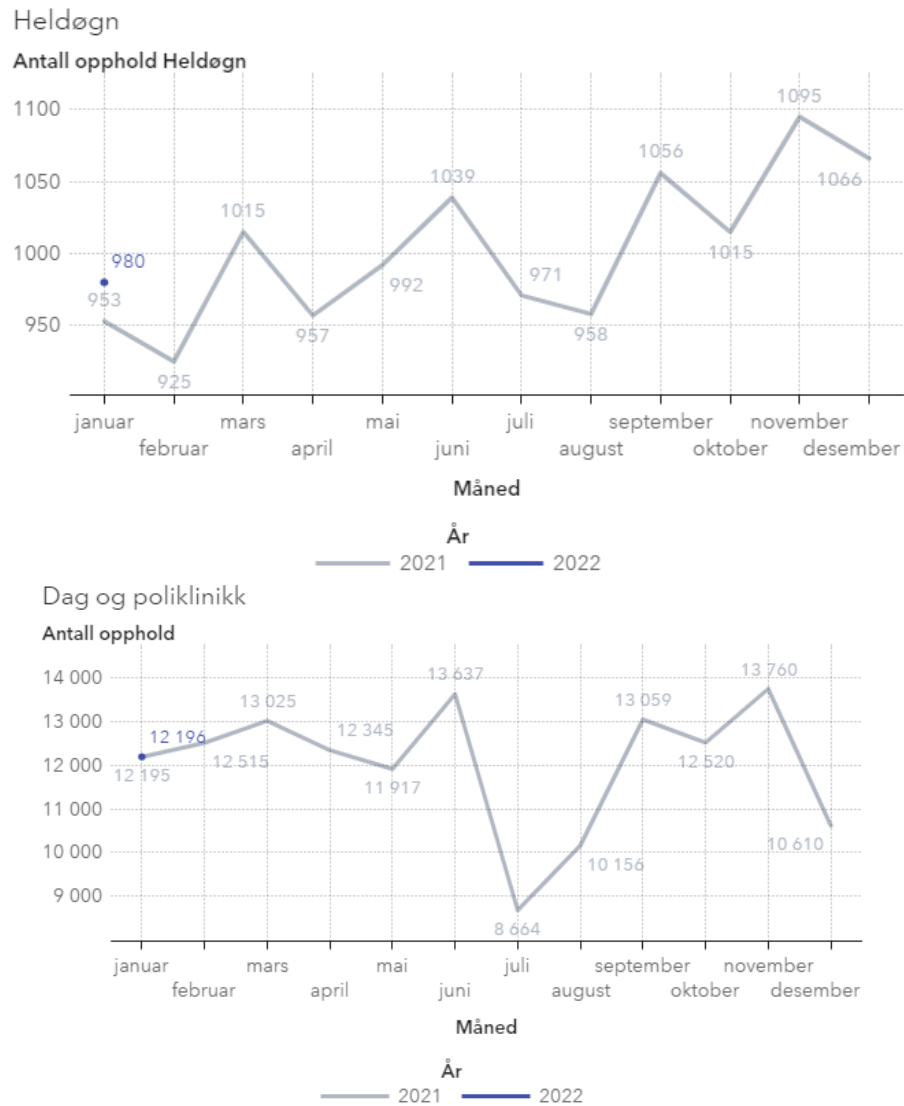 Heldøgn
Antall opphold Heldøgn
1100
1050
1000
950
980
953
925
1015
957
992
1039
971
958
1056
1015
1095
1066
januar
februar
mars
april
mai
juni
juli
august
september
oktober
november
desember
Måned
År
2021 2022
Dag og poliklinikk
Antall opphold
14 000
13 000
12 000
11 000
10 000
9 000
12 196
12 195
12 515
13 025
12 345
11 917
13 637
8 664
10 156
13 059
12 520
13 760
10 610
januar
februar
mars
april
mai
juni
juli
august
september
oktober
november
desember
Måned
År
2021 2022